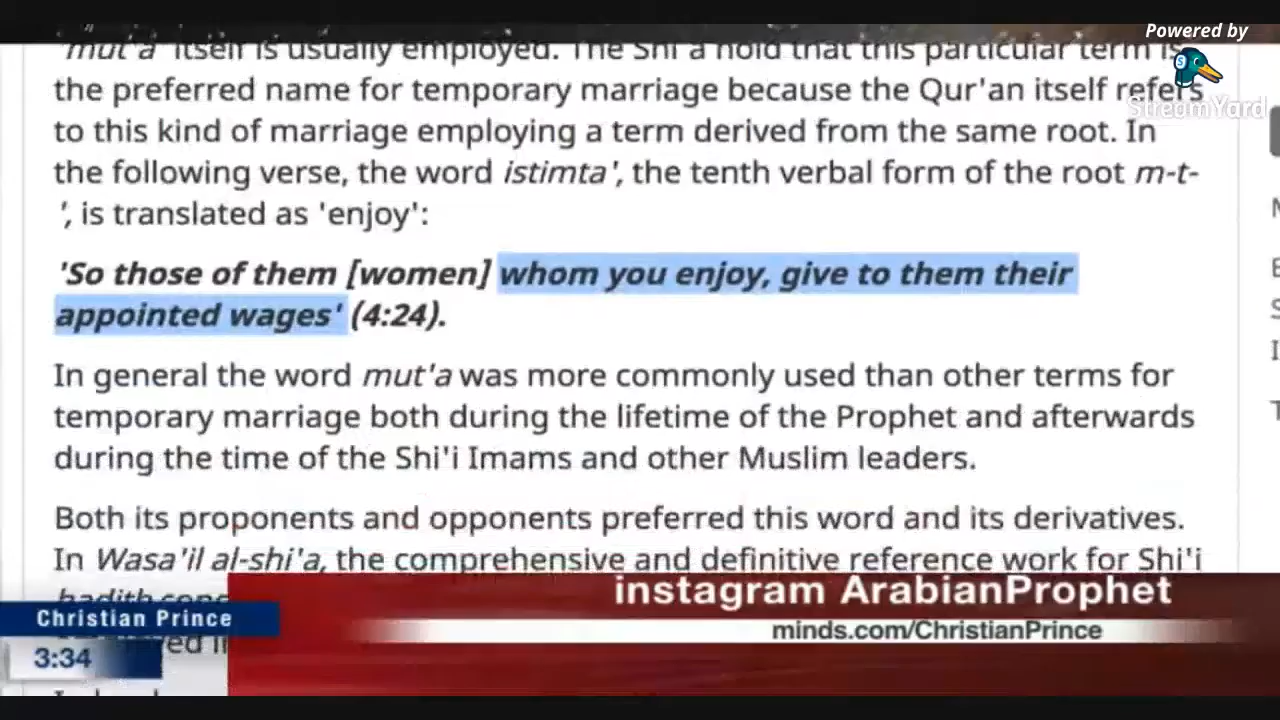 Powered by
StreamYard
'mut'a' itself is usually employed. The Shi'a hold that this particular term is
the preferred name for temporary marriage because the Qur'an itself refers
to this kind of marriage employing a term derived from the same root. In
the following verse, the word istimta', the tenth verbal form of the root m-t-
', is translated as 'enjoy':
'So those of them [women] whom you enjoy, give to them their
appointed wages' (4:24).
In general the word mut'a was more commonly used than other terms for
temporary marriage both during the lifetime of the Prophet and afterwards
during the time of the Shi'i Imams and other Muslim leaders.
Both its proponents and opponents preferred this word and its derivatives.
In Wasa'il al-shi'a, the comprehensive and definitive reference work for Shi'i
hadith
instagram ArabianProphet
Christian Prince
minds.com/ChristianPrince
3:34